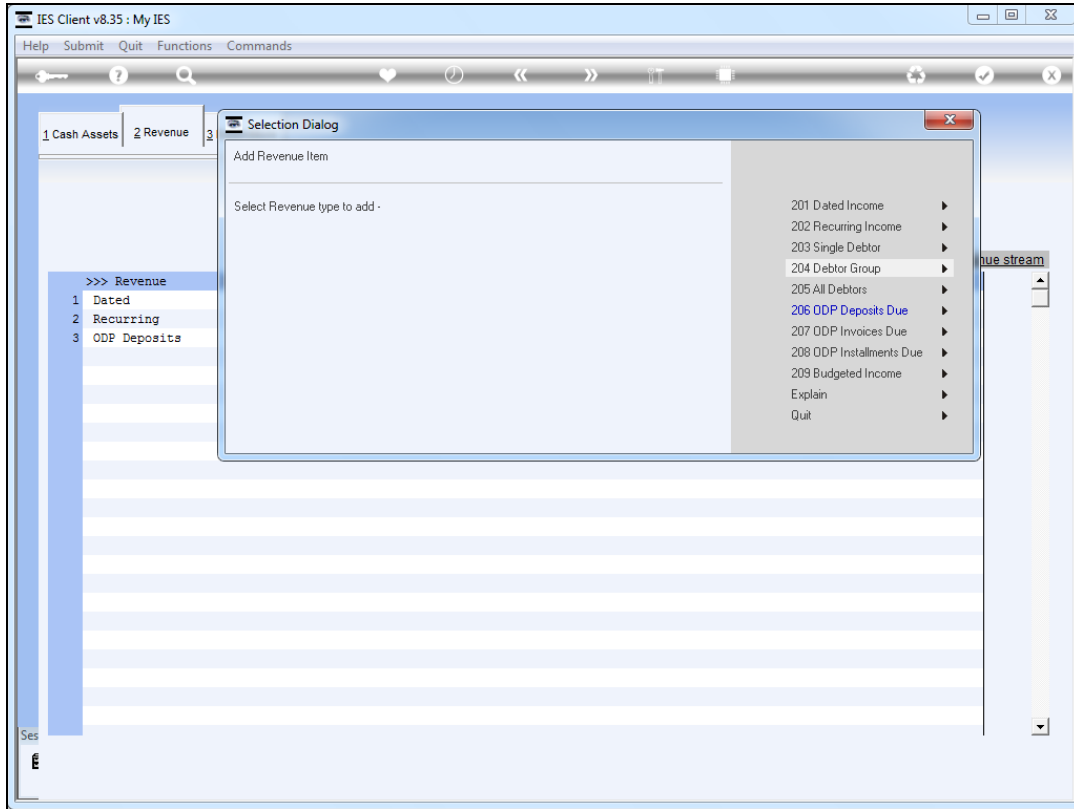 IES Client v8.35 : My IES
Help Submit Quit Functions Commands
1 Cash Assets
2 Revenue
3
Selection Dialog
Add Revenue Item
Select Revenue type to add -
201 Dated Income
202 Recurring Income
203 Single Debtor
204 Debtor Group
205 All Debtors
206 ODP Deposits Due
207 ODP Invoices Due
208 ODP Installments Due
209 Budgeted Income
Explain
Quit
nue stream
>>> Revenue
1 Dated
2 Recurring
3 ODP Deposits
Ses